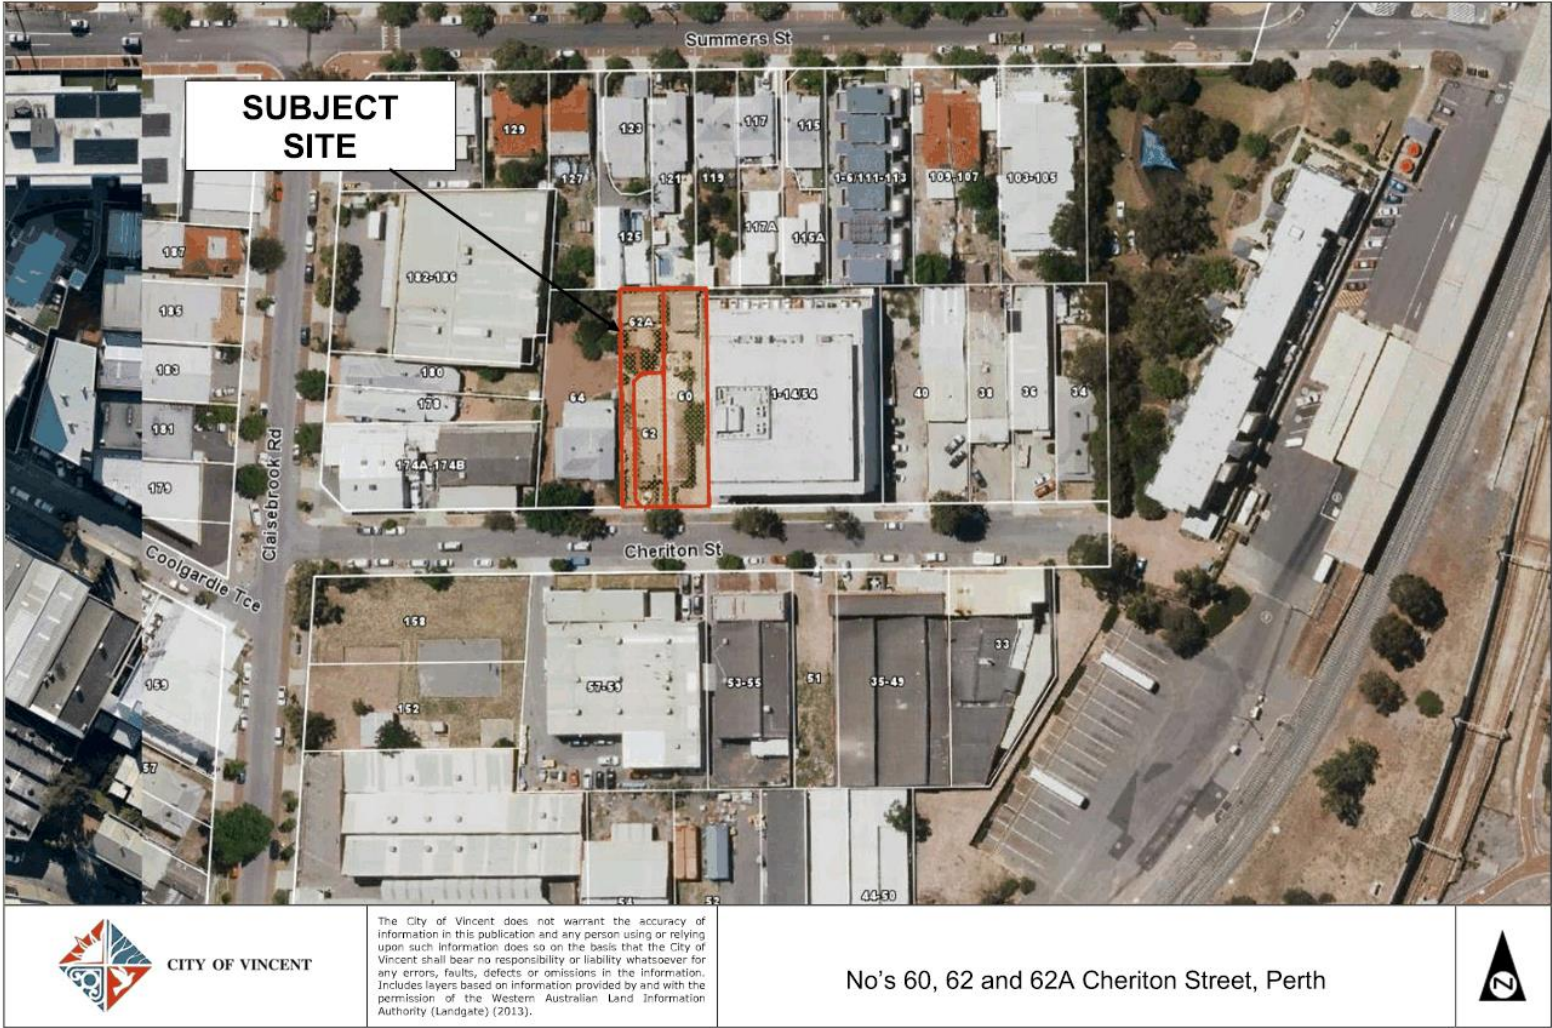 Summers St
SUBJECT
SITE
129
127
123
121
119
117
115
1-6/111-113
109,107
103-105
125
117A
115A
187
182-186
185
62A
183
180
178
64
60
1-14/54
40
38
36
34
181
62
174A,174B
179
Claisebrook Rd
Cheriton St
Coolgardie Tce
158
159
57-59
53-55
51
35-49
33
152
57
54
52
44-50
CITY OF VINCENT
The City of Vincent does not warrant the accuracy of
information in this publication and any person using or relying
upon such information does so on the basis that the City of
Vincent shall bear no responsibility or liability whatsoever for
any errors, faults, defects or omissions in the information.
Includes layers based on information provided by and with the
permission of the Western Australian Land Information
Authority (Landgate) (2013).
No's 60, 62 and 62A Cheriton Street, Perth
N